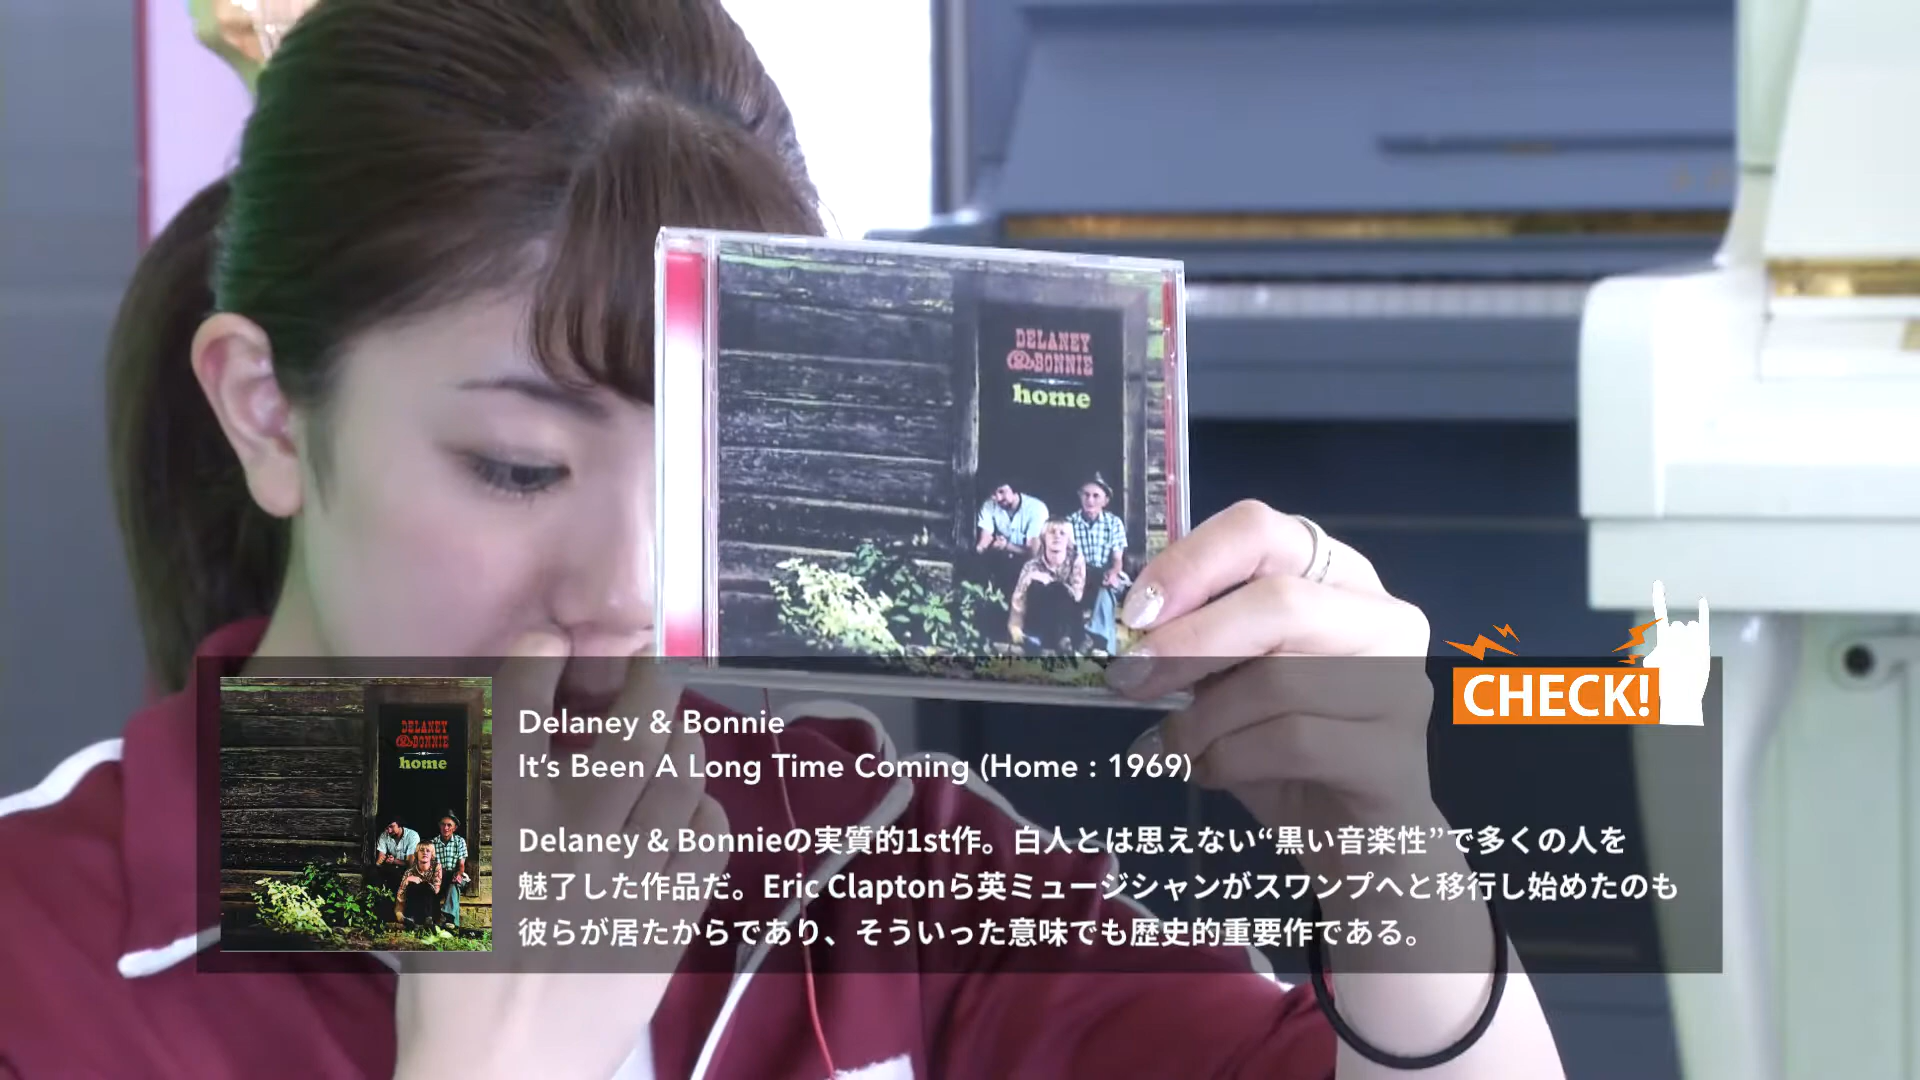 DELANEY
&BONNIE
home
CHECK!
DELANEY
&BONNIE
home
Delaney & Bonnie
It’s Been A Long Time Coming (Home : 1969)
Delaney & Bonnieの実質的1st作。白人とは思えない“黒い音楽性”で多くの人を
魅了した作品だ。Eric Claptonら英ミュージシャンがスワンプへと移行し始めたのも
彼らが居たからであり、そういった意味でも歴史的重要作である。